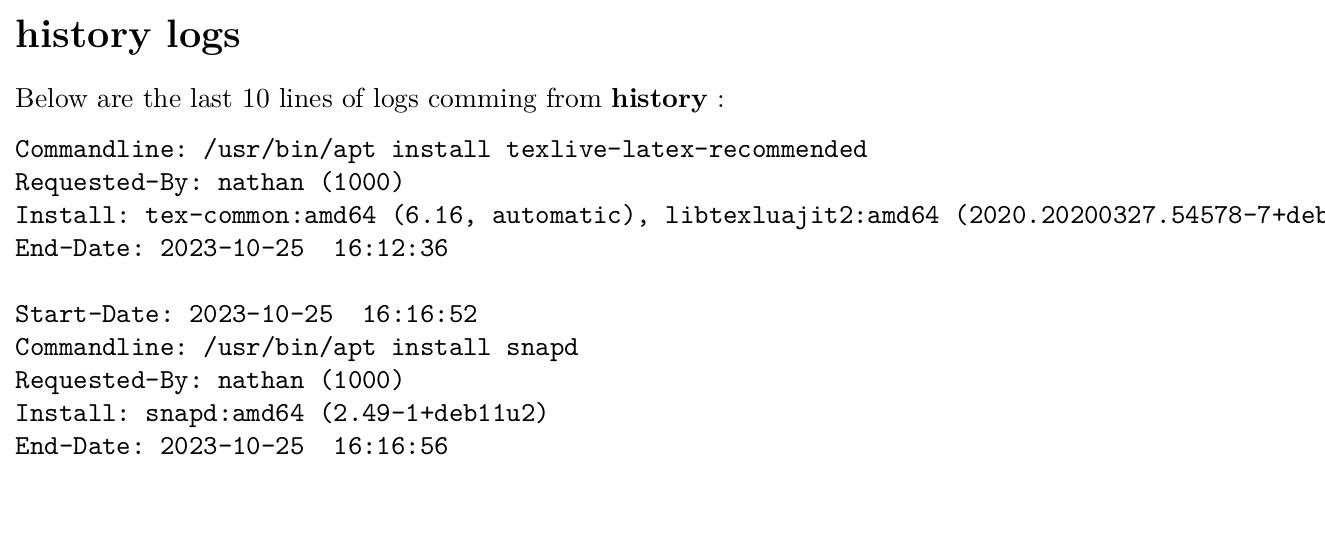 history logs
Below are the last 10 lines of logs comming from history :
Commandline: /usr/bin/apt install texlive-latex-recommended
Requested-By: nathan (1000)
Install: tex-common:amd64 (6.16, automatic), libtexluajit2:amd64 (2020.20200327.54578-7+deb
End-Date: 2023-10-25  16:12:36
Start-Date: 2023-10-25  16:16:52
Commandline: /usr/bin/apt install snapd
Requested-By: nathan (1000)
Install: snapd:amd64 (2.49-1+deb11u2)
End-Date: 2023-10-25  16:16:56